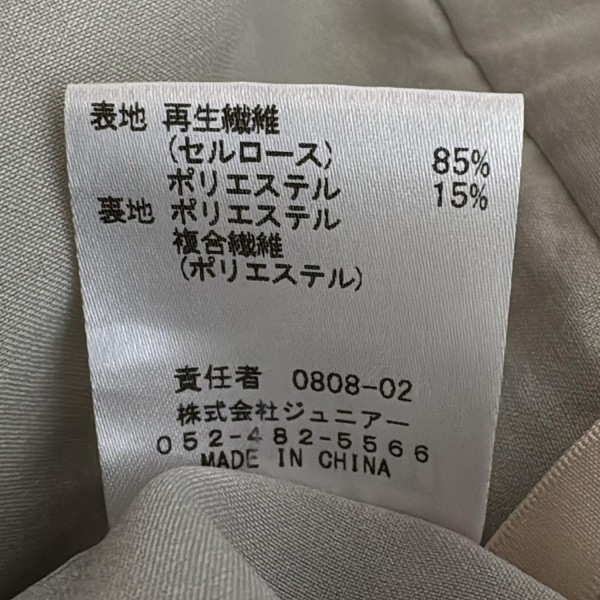 表地 再生繊維
(セルロース) 85%
ポリエステル 15%
裏地 ポリエステル
複合繊維
(ポリエステル)
責任者 0808-02
株式会社ジュニアー
052-482-5566
MADE IN CHINA